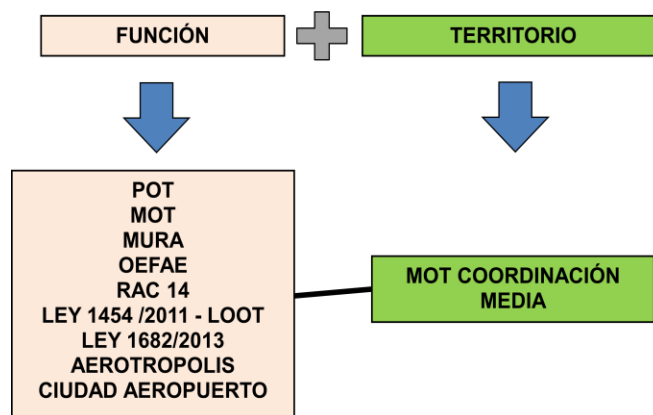 FUNCIÓN
TERRITORIO
POT
MOT
MURA
OEFAE
RAC 14
LEY 1454 /2011 - LOOT
LEY 1682/2013
AEROTROPOLIS
CIUDAD AEROPUERTO
MOT COORDINACIÓN
MEDIA